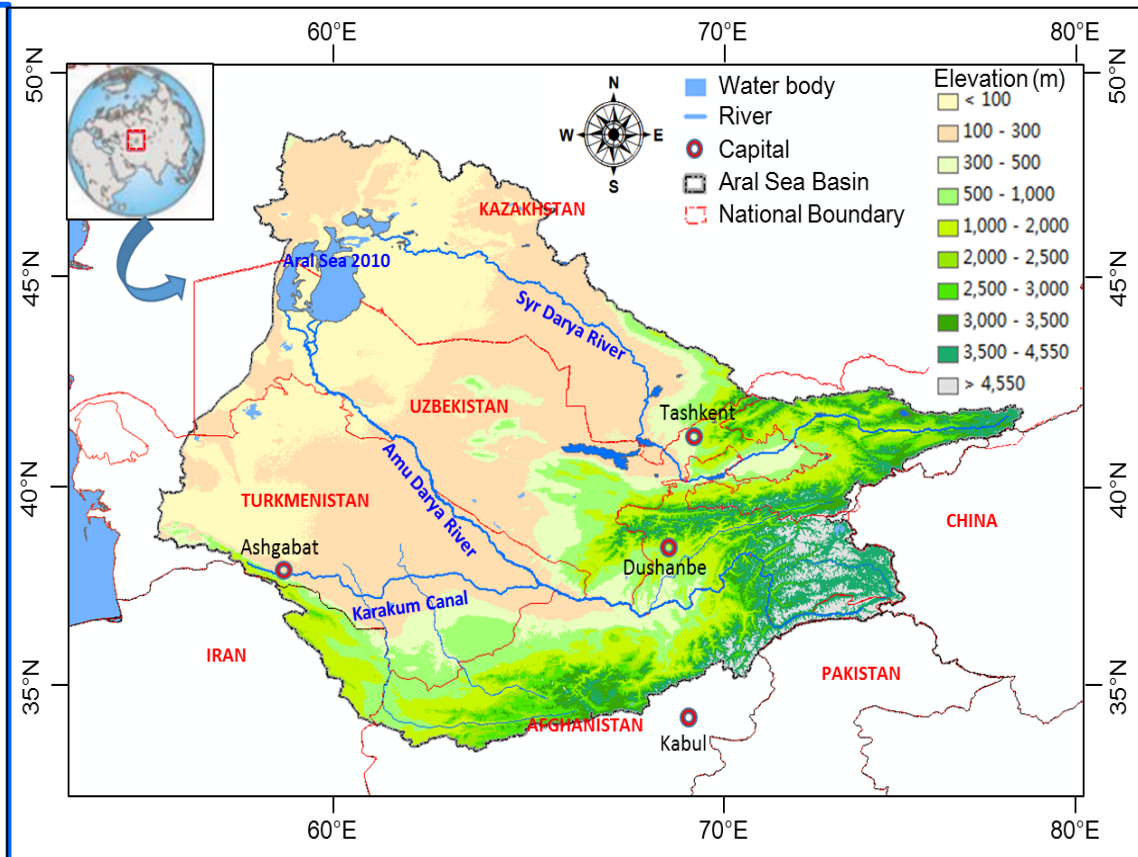 60°E
70°E
80°E
50°N
50°N
N
W
E
S
Water body
River
Capital
Aral Sea Basin
National Boundary
Elevation (m)
< 100
100 - 300
300 - 500
500 - 1,000
1,000 - 2,000
2,000 - 2,500
2,500 - 3,000
3,000 - 3,500
3,500 - 4,550
> 4,550
KAZAKHSTAN
Aral Sea 2010
45°N
45°N
Syr Darya River
UZBEKISTAN
Tashkent
Amu Darya River
40°N
40°N
TURKMENISTAN
CHINA
Ashgabat
Dushanbe
Karakum Canal
IRAN
PAKISTAN
35°N
35°N
AFGHANISTAN
Kabul
60°E
70°E
80°E